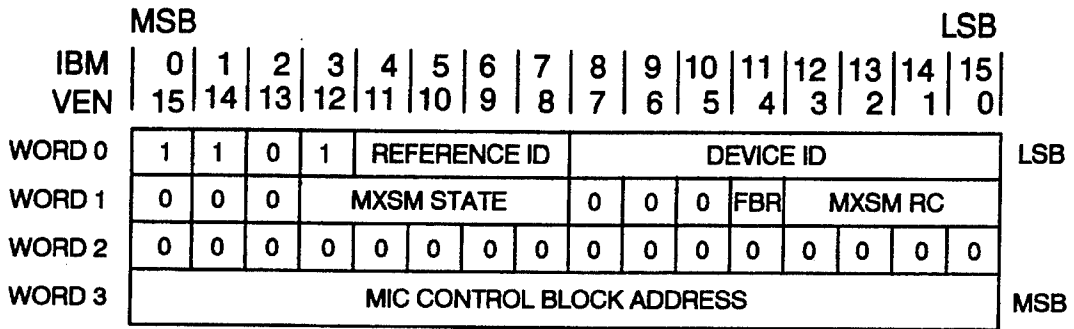 MSB LSB
IBM 0 1 2 3 4 5 6 7 8 9 10 11 12 13 14 15
VEN 15 14 13 12 11 10 9 8 7 6 5 4 3 2 1 0
WORD 0 1 1 0 1 REFERENCE ID DEVICE ID LSB
WORD 1 0 0 0 MXSM STATE 0 0 0 FBR MXSM RC
WORD 2 0 0 0 0 0 0 0 0 0 0 0 0 0 0 0 0
WORD 3 MIC CONTROL BLOCK ADDRESS MSB